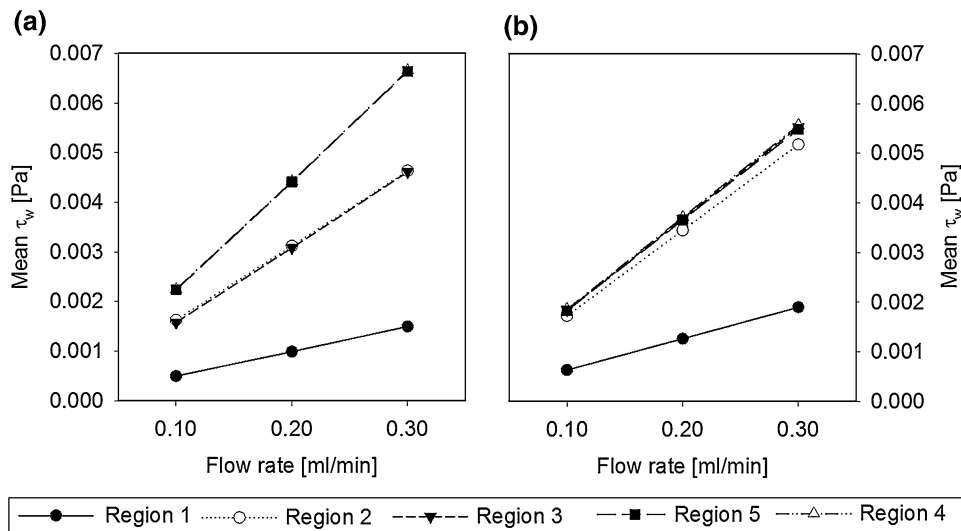 (a)
0.007
0.006
0.005
0.004
0.003
0.002
0.001
0.000
Mean τw [Pa]
0.10 0.20 0.30
Flow rate [ml/min]
(b)
0.007
0.006
0.005
0.004
0.003
0.002
0.001
0.000
Mean τw [Pa]
0.10 0.20 0.30
Flow rate [ml/min]
Region 1 Region 2 Region 3 Region 5 Region 4